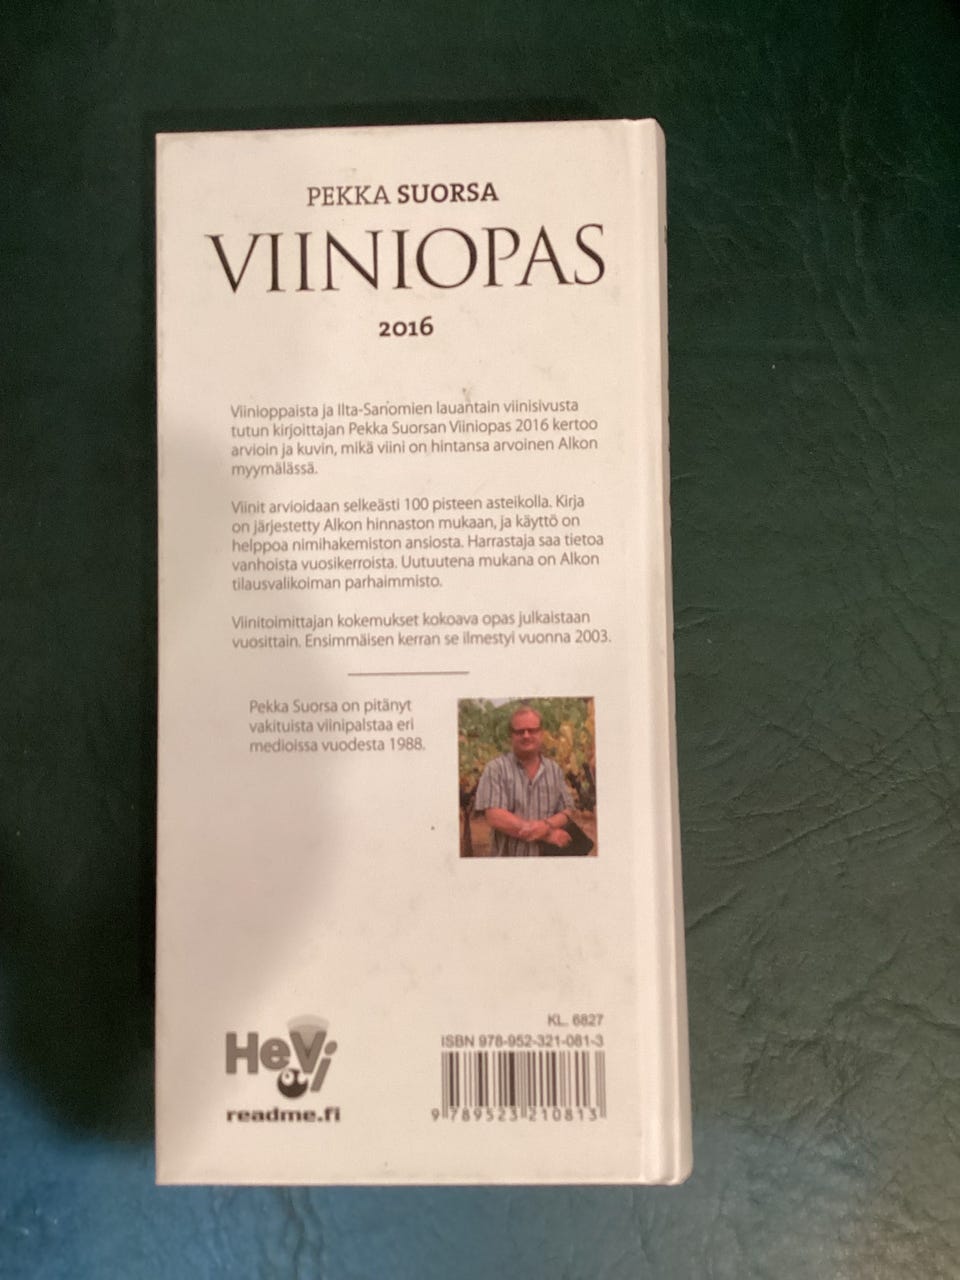 PEKKA SUORSA
VIINIOPAS
2016
Viinioppaista ja Ilta-Sanomien lauantain viinisivusta
tutun kirjoittajan Pekka Suorsan Viiniopas 2016 kertoo
arvioin ja kuvin, mikä viini on hintansa arvoinen Alkon
myymälässä.
Viinit arvioidaan selkeästi 100 pisteen asteikolla. Kirja
on järjestetty Alkon hinnaston mukaan, ja käyttö on
helppoa nimihakemiston ansiosta. Harrastaja saa tietoa
vanhoista vuosikerroista. Uutuutena mukana on Alkon
tilausvalikoiman parhaimmisto.
Viinitoimittajan kokemukset kokoava opas julkaistaan
vuosittain. Ensimmäisen kerran se ilmestyi vuonna 2003.
Pekka Suorsa on pitänyt
vakituista viinipalstaa eri
medioissa vuodesta 1988.
HeVi
readme.fi
KL. 6827
ISBN 978-952-321-081-3
9 789523 210813